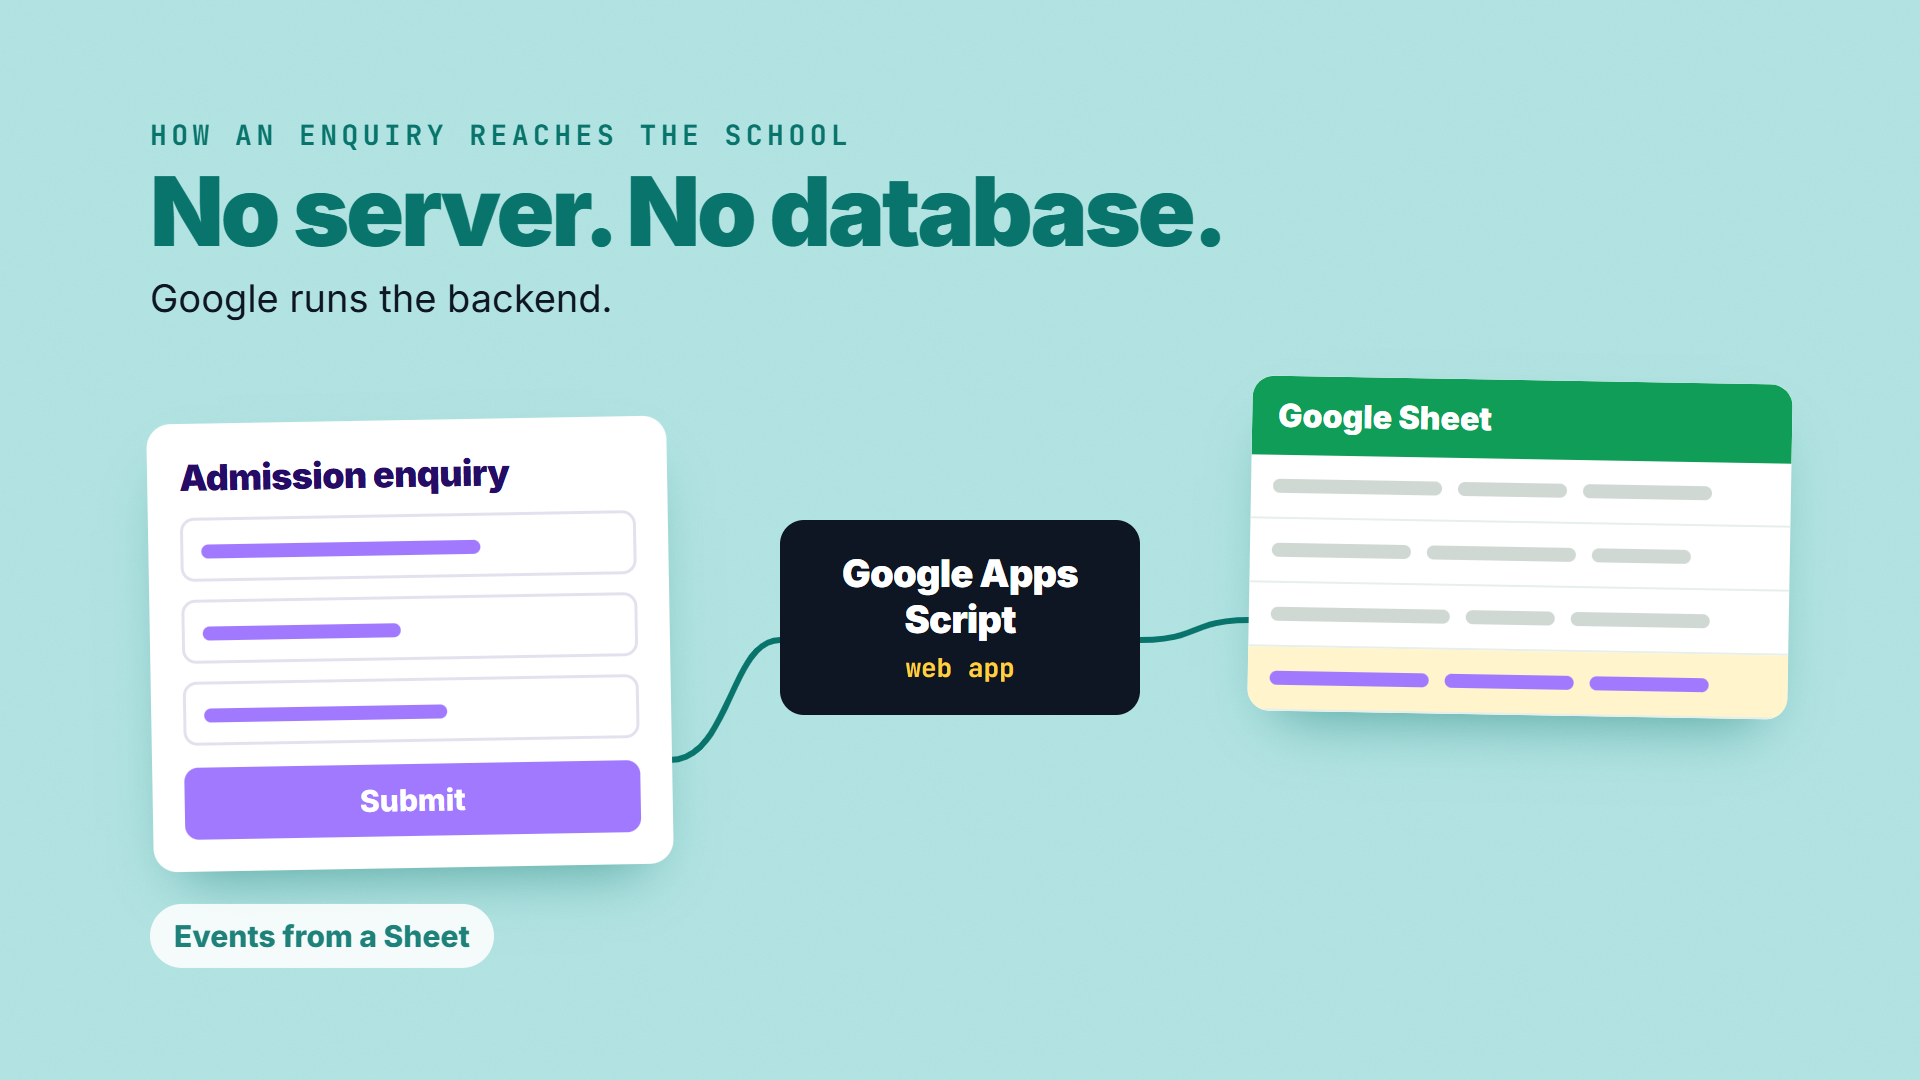 HOW AN ENQUIRY REACHES THE SCHOOL
No server. No database.
Google runs the backend.
Admission enquiry
Submit
Events from a Sheet
Google Apps
Script
web app
Google Sheet